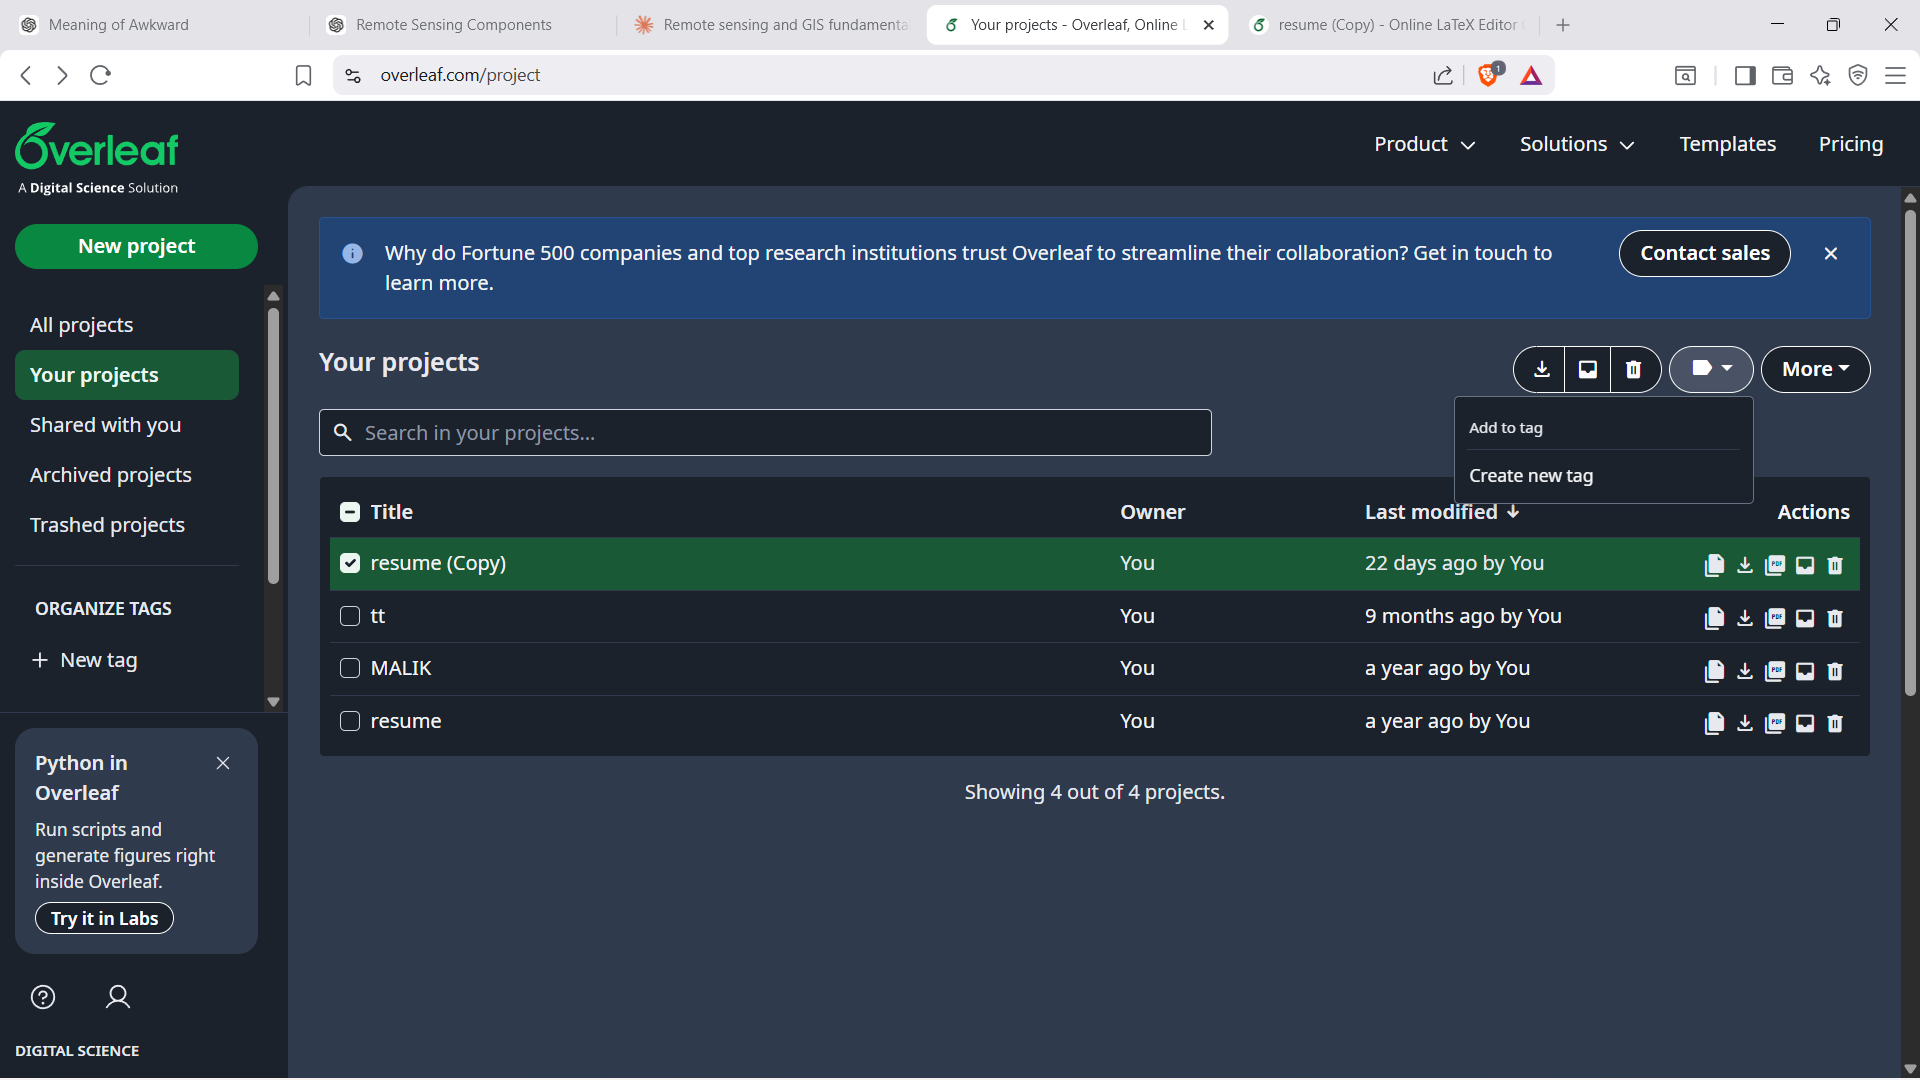 Meaning of Awkward
Remote Sensing Components
Remote sensing and GIS fundamenta
Your projects - Overleaf, Online L
resume (Copy) - Online LaTeX Editor
overleaf.com/project
1
Overleaf
A Digital Science Solution
Product
Solutions
Templates
Pricing
New project
All projects
Your projects
Shared with you
Archived projects
Trashed projects
ORGANIZE TAGS
New tag
Python in
Overleaf
Run scripts and
generate figures right
inside Overleaf.
Try it in Labs
DIGITAL SCIENCE
Why do Fortune 500 companies and top research institutions trust Overleaf to streamline their collaboration? Get in touch to
learn more.
Contact sales
Your projects
More
Search in your projects...
Add to tag
Create new tag
Title Owner Last modified Actions
resume (Copy) You 22 days ago by You PDF
tt You 9 months ago by You PDF
MALIK You a year ago by You PDF
resume You a year ago by You PDF
Showing 4 out of 4 projects.